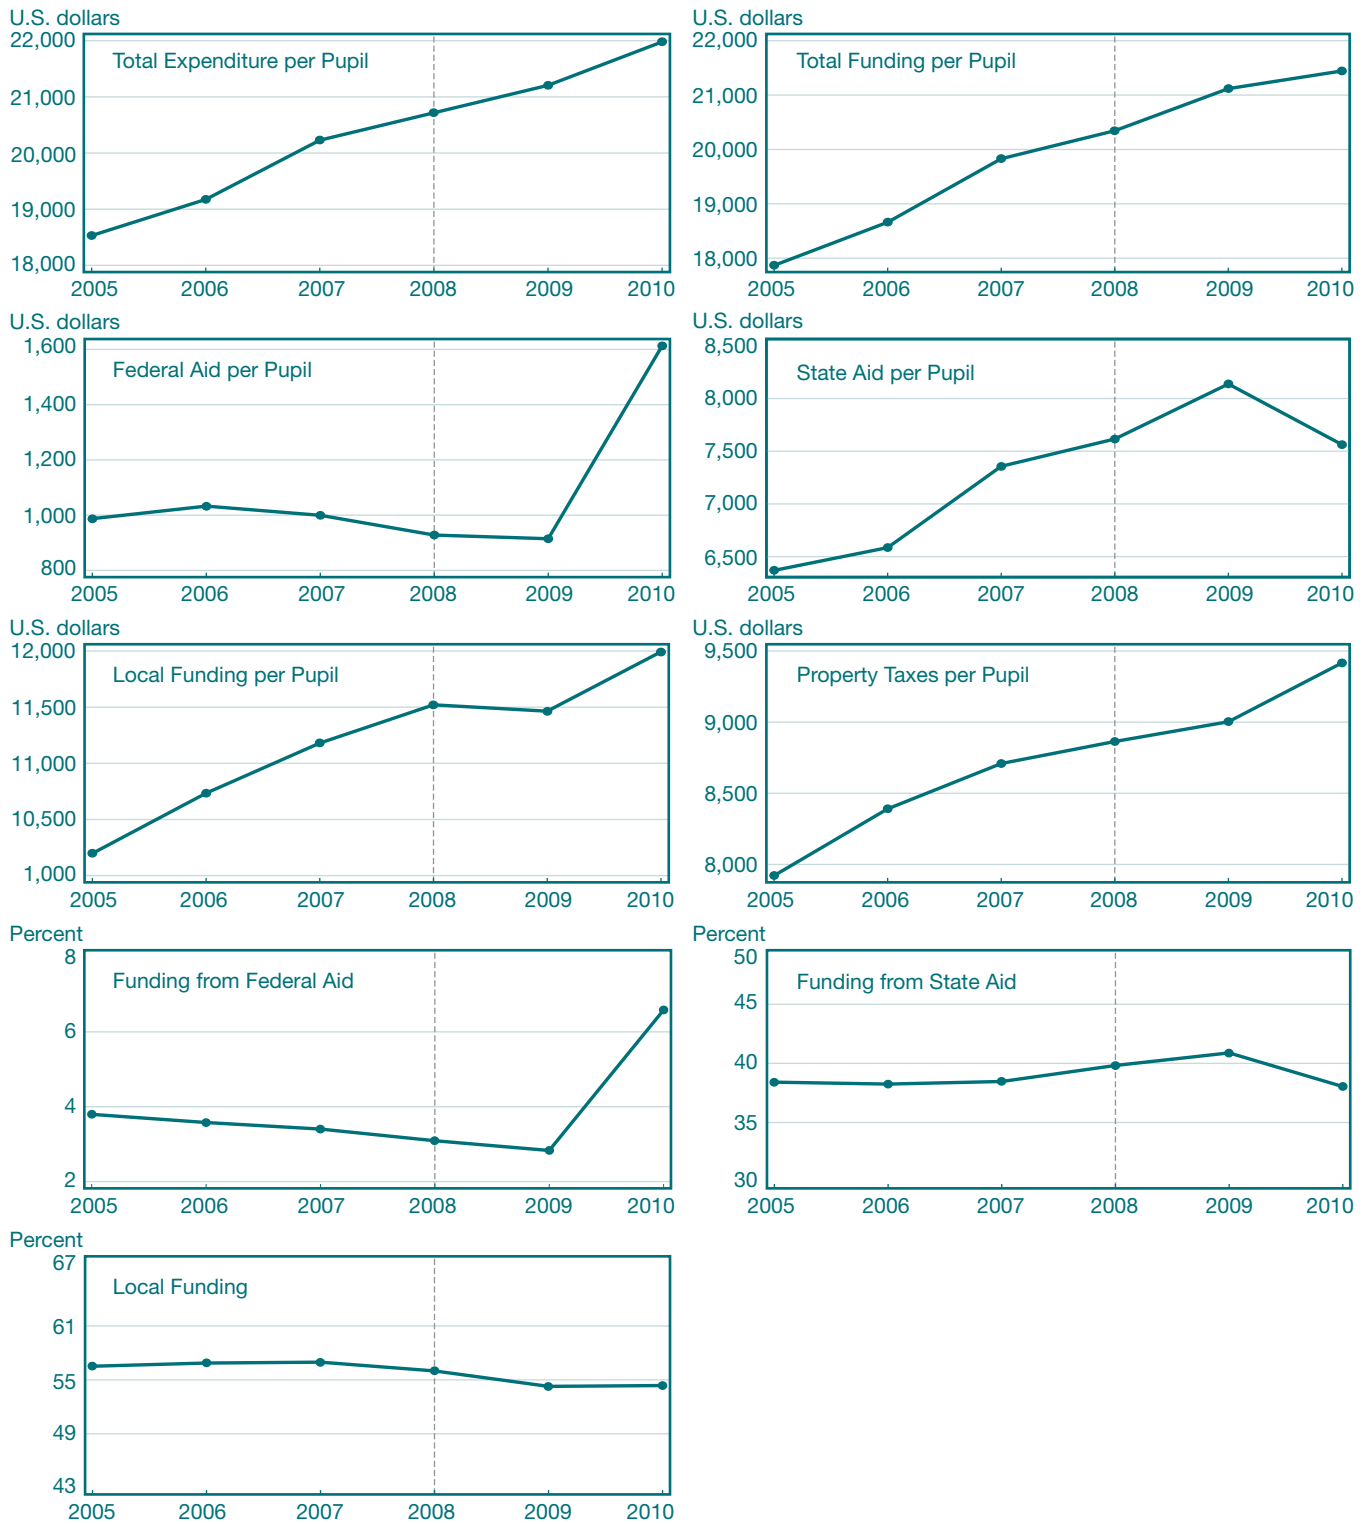 U.S. dollars
22,000
Total Expenditure per Pupil
21,000
20,000
19,000
18,000
2005 2006 2007 2008 2009 2010
U.S. dollars
22,000
Total Funding per Pupil
21,000
20,000
19,000
18,000
2005 2006 2007 2008 2009 2010
U.S. dollars
1,600
Federal Aid per Pupil
1,400
1,200
1,000
800
2005 2006 2007 2008 2009 2010
U.S. dollars
8,500
State Aid per Pupil
8,000
7,500
7,000
6,500
2005 2006 2007 2008 2009 2010
U.S. dollars
12,000
Local Funding per Pupil
11,500
11,000
10,500
1,000
2005 2006 2007 2008 2009 2010
U.S. dollars
9,500
Property Taxes per Pupil
9,000
8,500
8,000
2005 2006 2007 2008 2009 2010
Percent
8
Funding from Federal Aid
6
4
2
2005 2006 2007 2008 2009 2010
Percent
50
Funding from State Aid
45
40
35
30
2005 2006 2007 2008 2009 2010
Percent
67
Local Funding
61
55
49
43
2005 2006 2007 2008 2009 2010